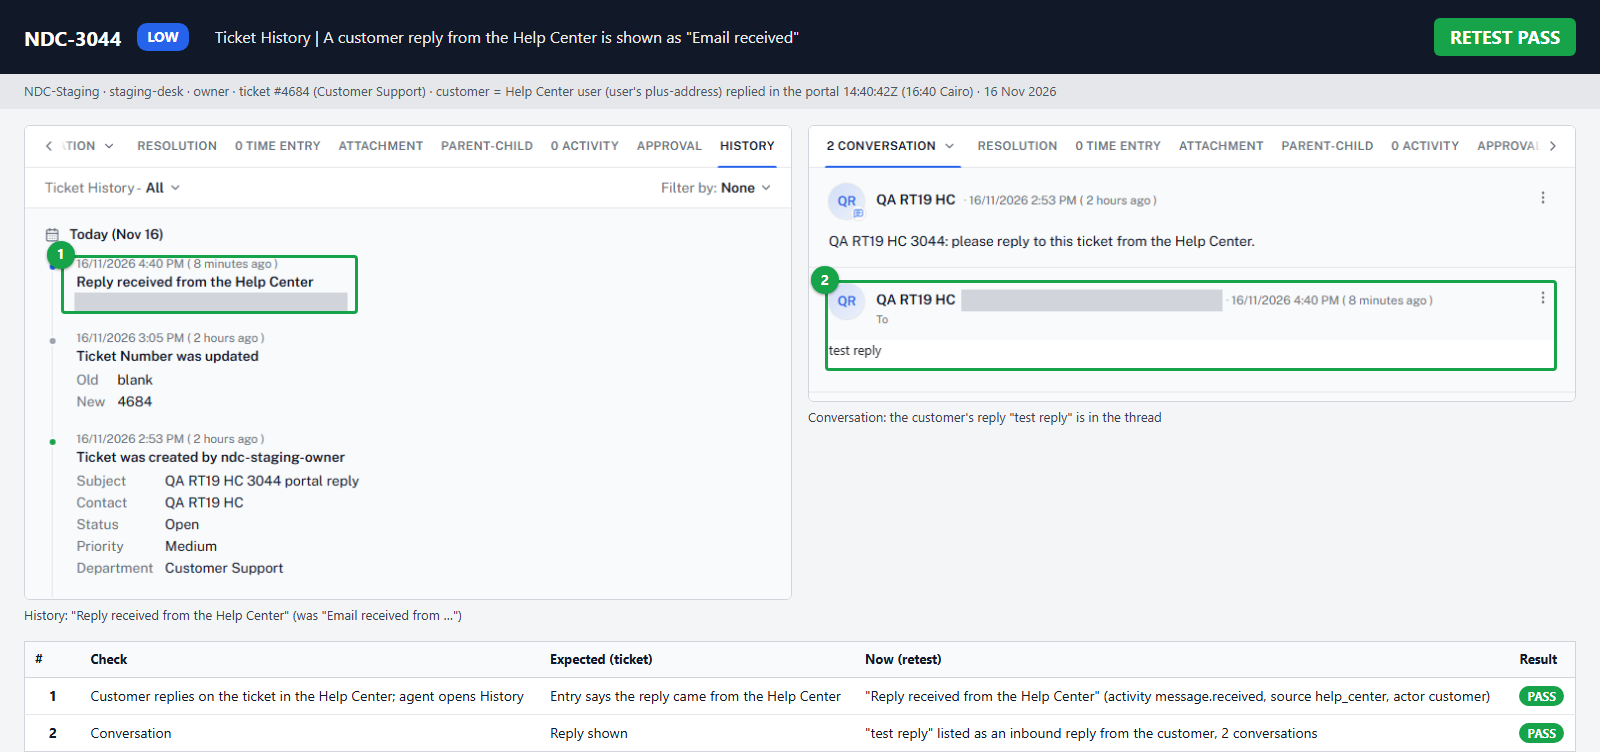 NDC-3044 LOW Ticket History | A customer reply from the Help Center is shown as "Email received" RETEST PASS
NDC-Staging · staging-desk · owner · ticket #4684 (Customer Support) · customer = Help Center user (user's plus-address) replied in the portal 14:40:42Z (16:40 Cairo) · 16 Nov 2026
ATION RESOLUTION 0 TIME ENTRY ATTACHMENT PARENT-CHILD 0 ACTIVITY APPROVAL HISTORY
Ticket History - All Filter by: None
Today (Nov 16)
1
16/11/2026 4:40 PM ( 8 minutes ago )
Reply received from the Help Center
16/11/2026 3:05 PM ( 2 hours ago )
Ticket Number was updated
Old blank
New 4684
16/11/2026 2:53 PM ( 2 hours ago )
Ticket was created by ndc-staging-owner
Subject QA RT19 HC 3044 portal reply
Contact QA RT19 HC
Status Open
Priority Medium
Department Customer Support
History: "Reply received from the Help Center" (was "Email received from ...")
2 CONVERSATION RESOLUTION 0 TIME ENTRY ATTACHMENT PARENT-CHILD 0 ACTIVITY APPROVAL
QR QA RT19 HC · 16/11/2026 2:53 PM ( 2 hours ago )
QA RT19 HC 3044: please reply to this ticket from the Help Center.
2
QR QA RT19 HC · 16/11/2026 4:40 PM ( 8 minutes ago )
To
test reply
Conversation: the customer's reply "test reply" is in the thread
# Check Expected (ticket) Now (retest) Result
1 Customer replies on the ticket in the Help Center; agent opens History Entry says the reply came from the Help Center "Reply received from the Help Center" (activity message.received, source help_center, actor customer) PASS
2 Conversation Reply shown "test reply" listed as an inbound reply from the customer, 2 conversations PASS